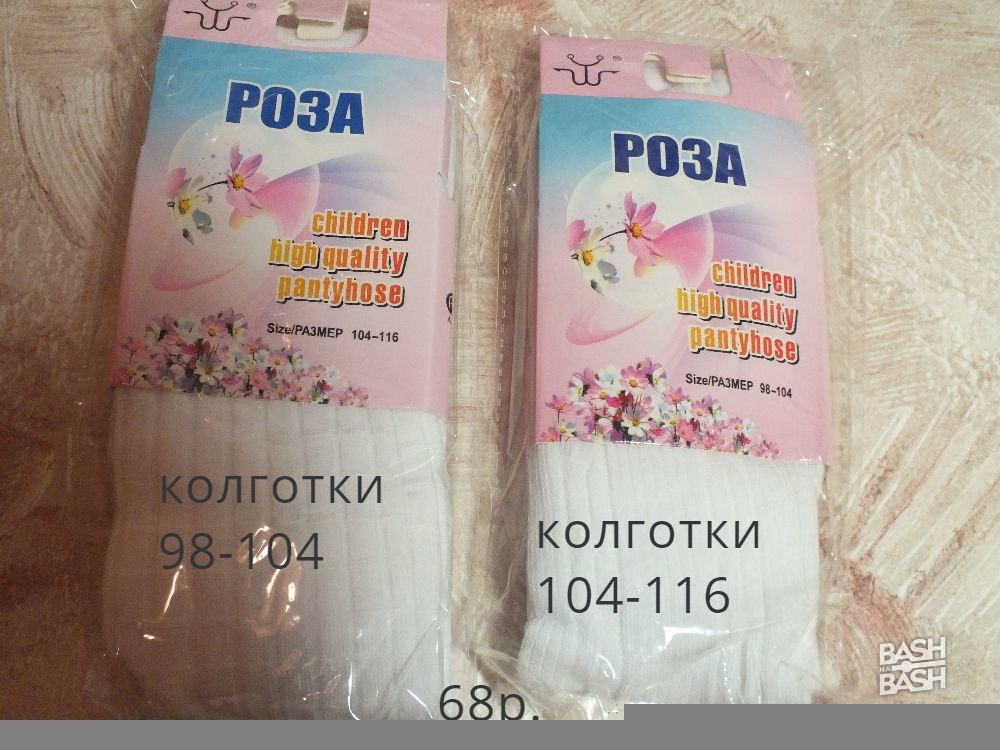 РОЗА
children
high quality
pantyhose
Size/РАЗМЕР 104-116
колготки
98-104
РОЗА
children
high quality
pantyhose
Size/РАЗМЕР 98-104
колготки
104-116
68р.
BASH
НА
BASH